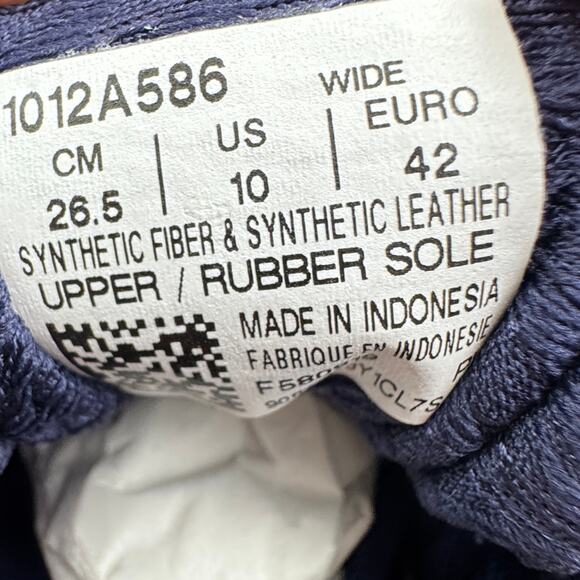 1012A586
WIDE
CM | US | EURO
26.5 | 10 | 42
SYNTHETIC FIBER & SYNTHETIC LEATHER
UPPER / RUBBER SOLE
MADE IN INDONESIA
FABRIQUE EN INDONESIE